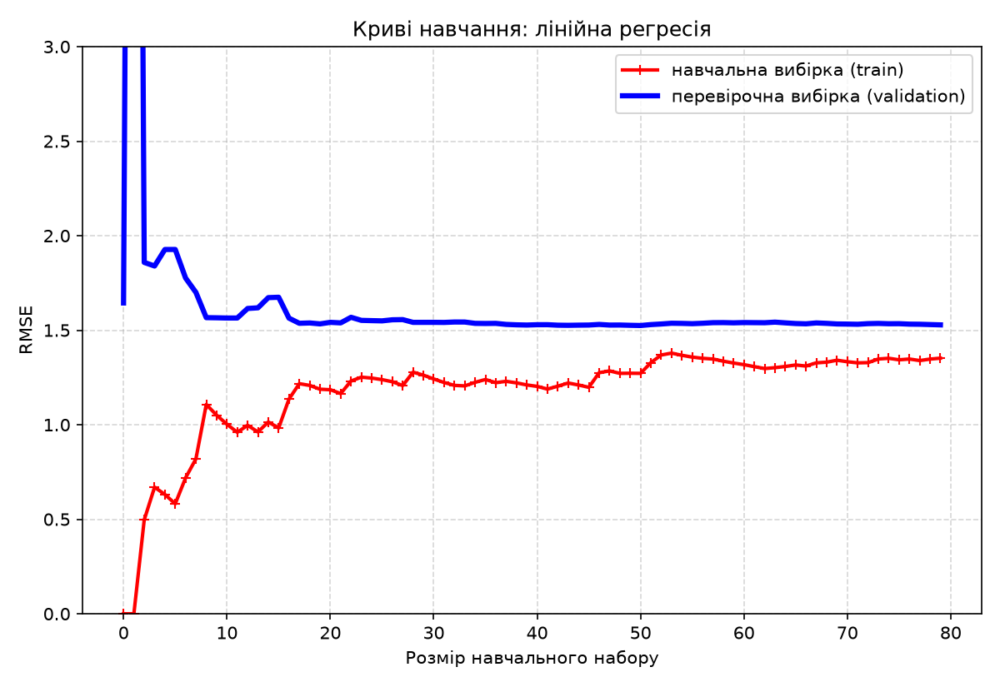 Криві навчання: лінійна регресія
навчальна вибірка (train)
перевірочна вибірка (validation)
RMSE
3.0
2.5
2.0
1.5
1.0
0.5
0.0
0 10 20 30 40 50 60 70 80
Розмір навчального набору